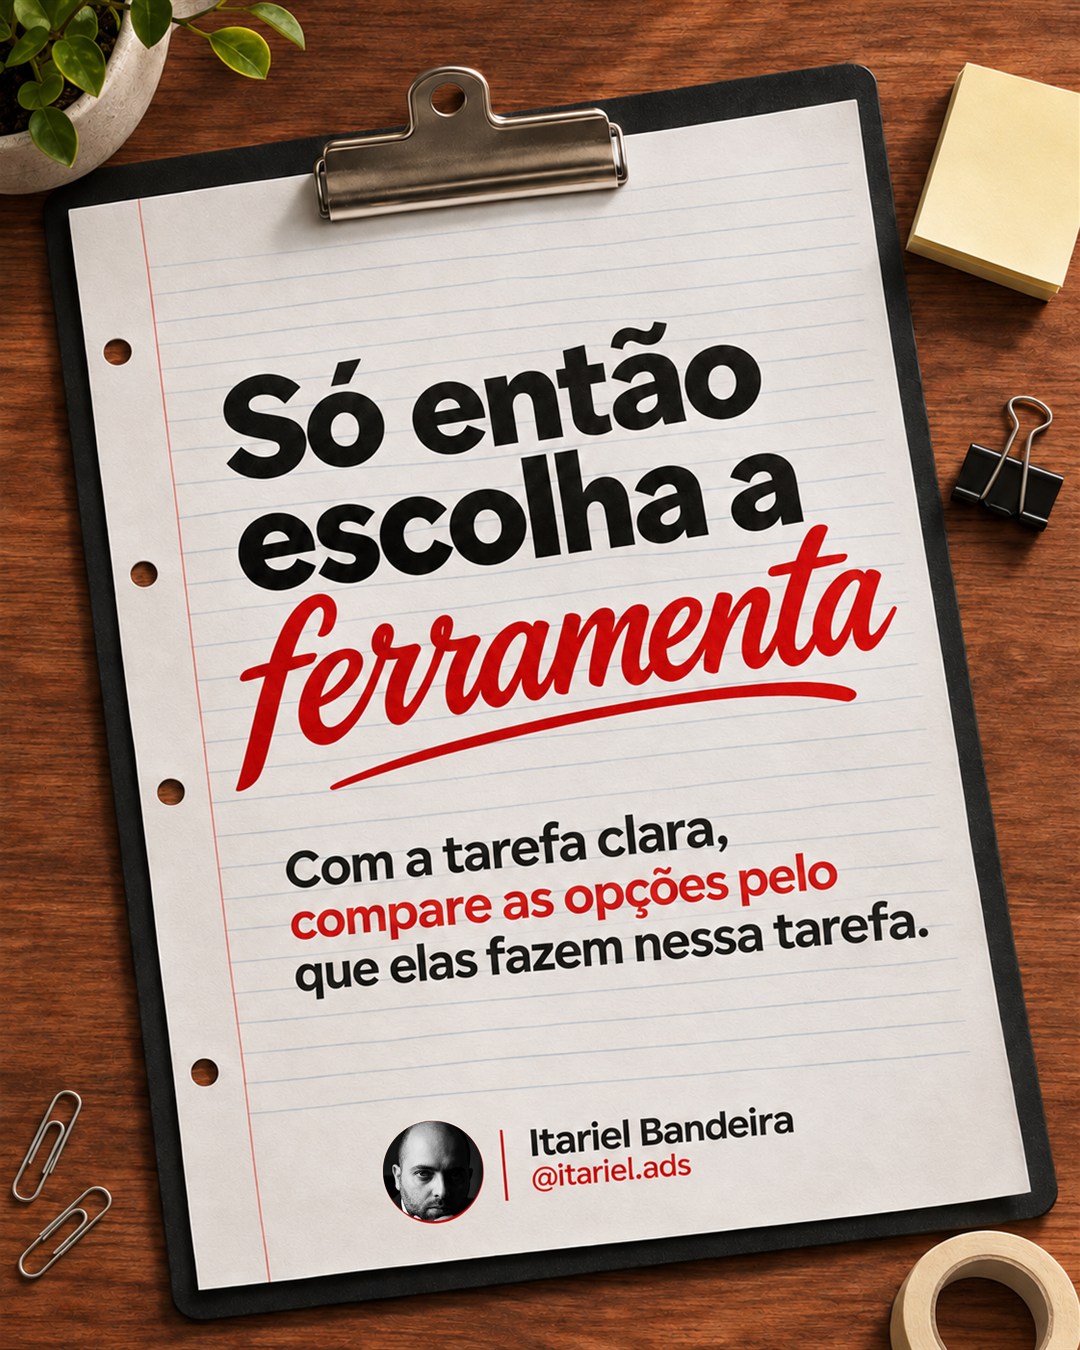 Só então
escolha a
ferramenta
Com a tarefa clara,
compare as opções pelo
que elas fazem nessa tarefa.
Itariel Bandeira
@itariel.ads